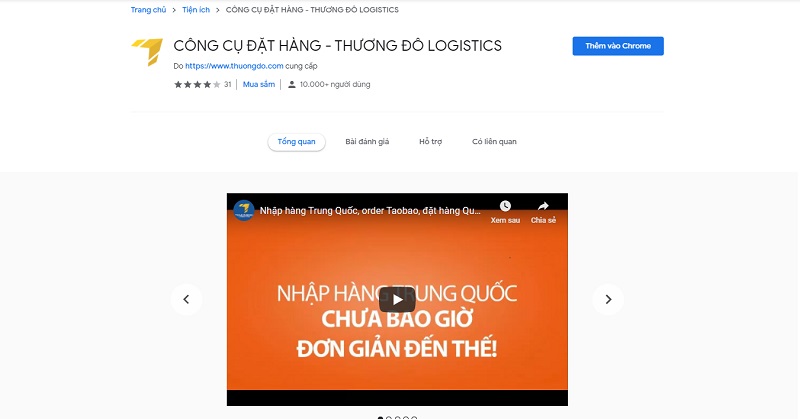 Trang chủ > Tiện ích > CÔNG CỤ ĐẶT HÀNG - THƯƠNG ĐÔ LOGISTICS
CÔNG CỤ ĐẶT HÀNG - THƯƠNG ĐÔ LOGISTICS
Thêm vào Chrome
Do https://www.thuongdo.com cung cấp
31 | Mua sắm | 10.000+ người dùng
Tổng quan Bài đánh giá Hỗ trợ Có liên quan
Nhập hàng Trung Quốc, order Taobao, đặt hàng Qu...
Xem sau Chia sẻ
NHẬP HÀNG TRUNG QUỐC
CHƯA BAO GIỜ
ĐƠN GIẢN ĐẾN THẾ!